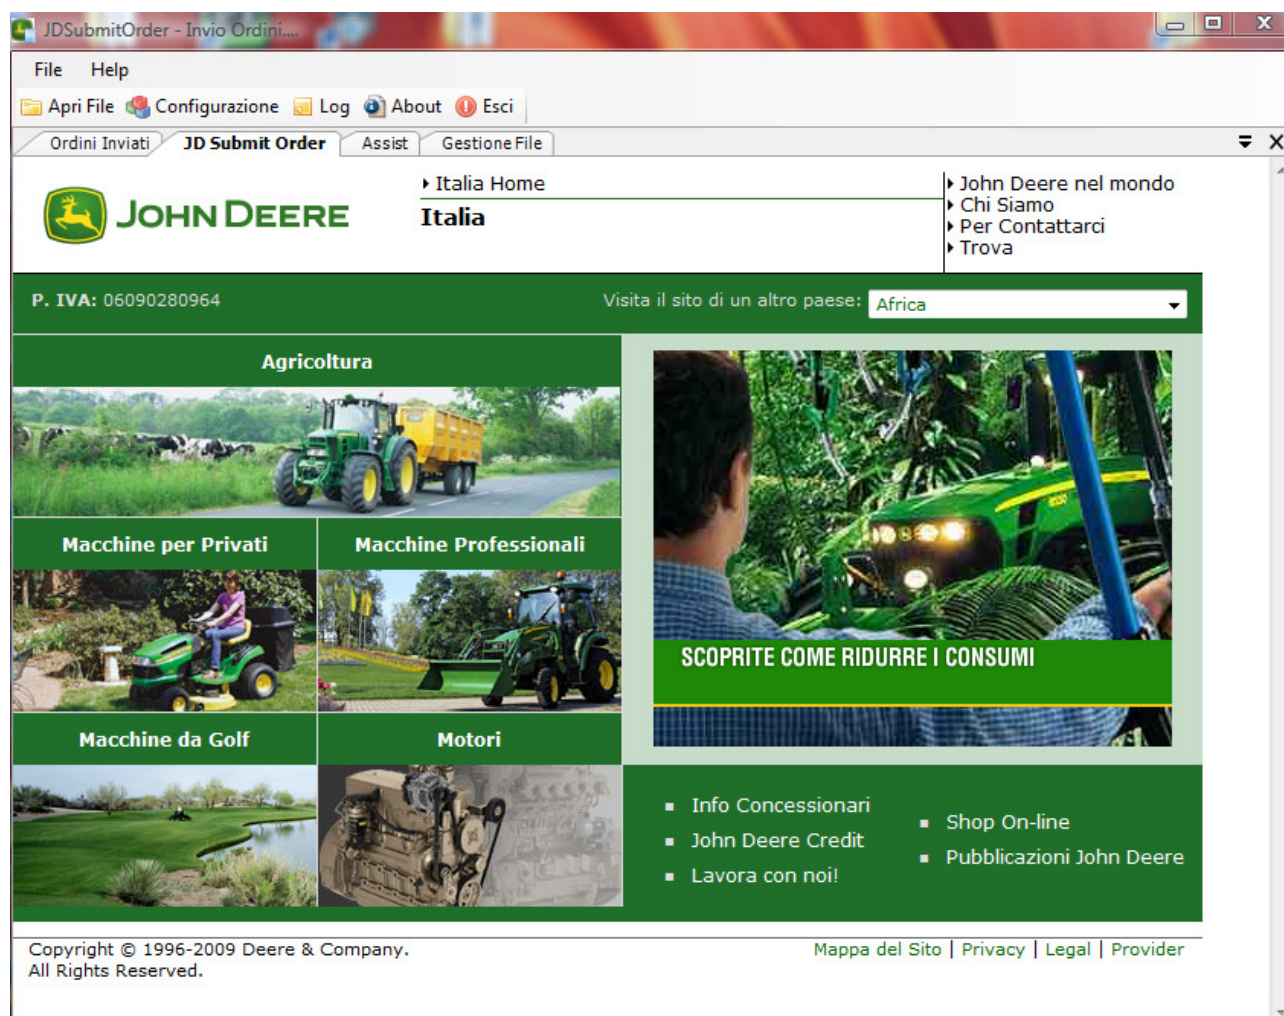 JDSubmitOrder - Invio Ordini....
File Help
Apri File Configurazione Log About Esci
Ordini Inviati JD Submit Order Assist Gestione File
JOHN DEERE
Italia Home
Italia
John Deere nel mondo
Chi Siamo
Per Contattarci
Trova
P. IVA: 06090280964
Visita il sito di un altro paese: Africa
Agricoltura
Macchine per Privati
Macchine Professionali
8030
SCOPRITE COME RIDURRE I CONSUMI
Macchine da Golf
Motori
Info Concessionari
John Deere Credit
Lavora con noi!
Shop On-line
Pubblicazioni John Deere
Copyright © 1996-2009 Deere & Company.
All Rights Reserved.
Mappa del Sito | Privacy | Legal | Provider